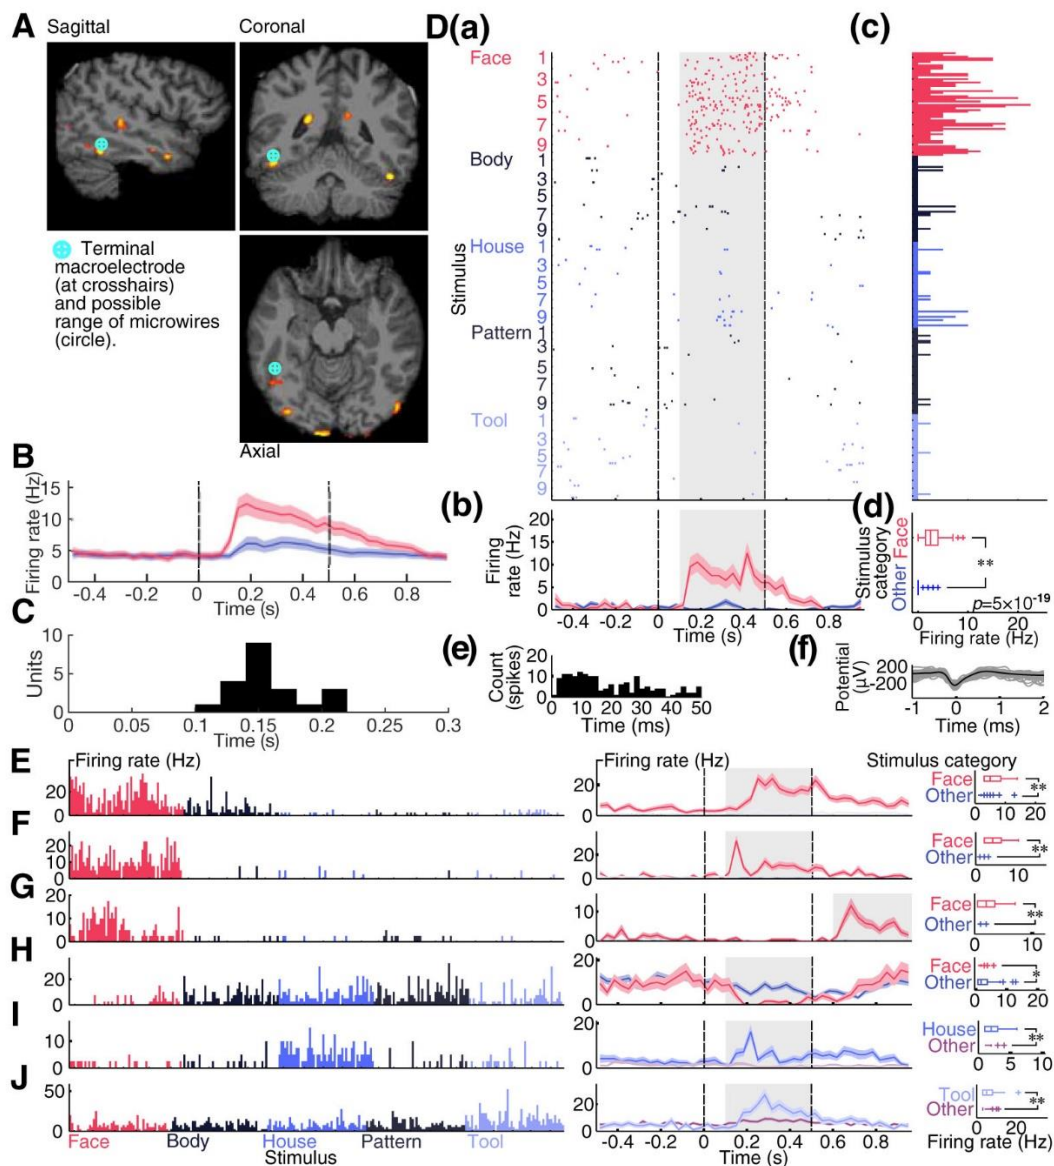 A
Sagittal
Coronal
Terminal
macroelectrode
(at crosshairs)
and possible
range of microwires
(circle).
Axial
B
Firing rate (Hz)
15
10
5
0
-0.4 -0.2 0 0.2 0.4 0.6 0.8
Time (s)
C
Units
10
5
0
0 0.05 0.1 0.15 0.2 0.25 0.3
Time (s)
D(a)
Stimulus
Face
1
3
5
7
9
Body
1
3
5
7
9
House
1
3
5
7
9
Pattern
1
3
5
7
9
Tool
1
3
5
7
9
(c)
(b)
Firing
rate (Hz)
20
15
10
5
0
-0.4 -0.2 0 0.2 0.4 0.6 0.8
Time (s)
(d)
Stimulus
category
Other Face
**
p=5×10-19
0 10 20
Firing rate (Hz)
(e)
Count
(spikes)
20
10
0
0 10 20 30 40 50
Time (ms)
(f)
Potential
(µV)
200
-200
-1 0 1 2
Time (ms)
E
Firing rate (Hz)
20
0
Firing rate (Hz)
20
0
Stimulus category
Face
Other
**
0 10 20
F
20
0
20
0
Face
Other
**
0 10
G
20
0
10
0
Face
Other
**
0 10
H
20
0
20
10
0
Face
Other
*
0 10 20
I
10
0
20
0
House
Other
**
0 5 10
J
50
0
20
0
-0.4 0 0.4 0.8
Time (s)
Tool
Other
**
0 20
Firing rate (Hz)
Face Body House Pattern Tool
Stimulus